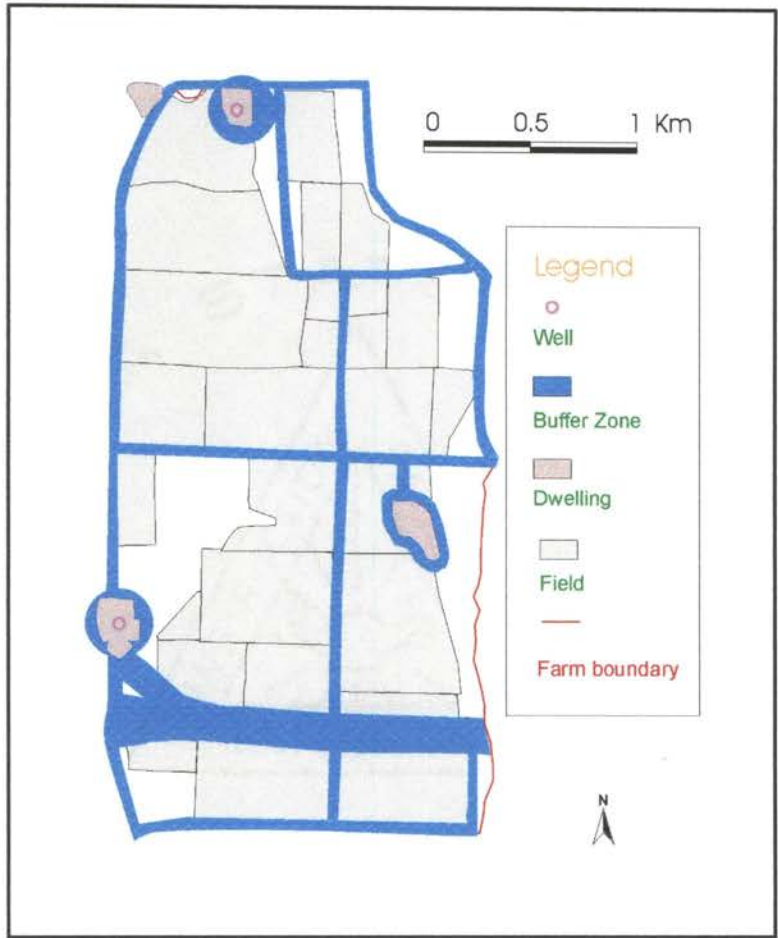 0 0.5 1 Km
Legend
Well
Buffer Zone
Dwelling
Field
Farm boundary
N